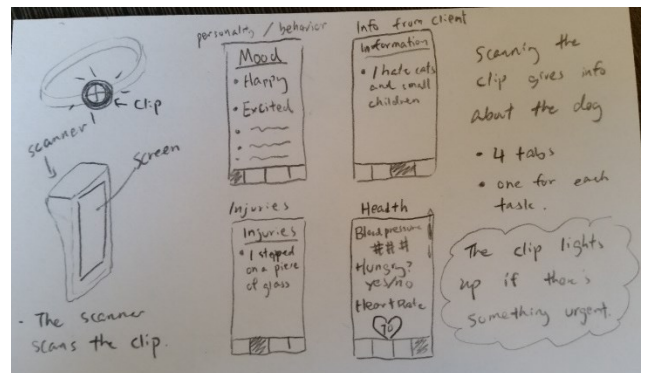 clip
scanner
screen
- The scanner
scans the clip.
personality / behavior
Mood
• Happy
• Excited
Info from client
Information
• I hate cats
and small
children
Injuries
Injuries
• I stepped
on a piece
of glass
Health
Blood pressure
###
Hungry?
yes/no
Heart Rate
70
Scanning the
clip gives info
about the dog
• 4 tabs
• one for each
task.
The clip lights
up if there's
something urgent.